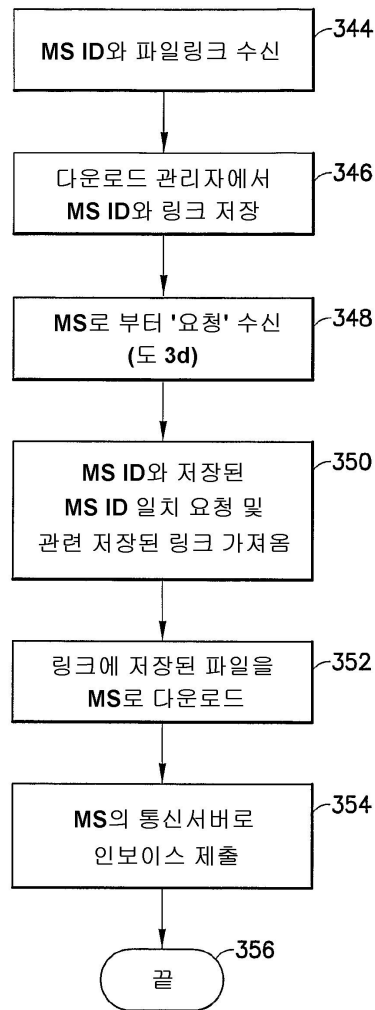 344
MS ID와 파일링크 수신
346
다운로드 관리자에서
MS ID와 링크 저장
348
MS로 부터 '요청' 수신
(도 3d)
350
MS ID와 저장된
MS ID 일치 요청 및
관련 저장된 링크 가져옴
352
링크에 저장된 파일을
MS로 다운로드
354
MS의 통신서버로
인보이스 제출
356
끝